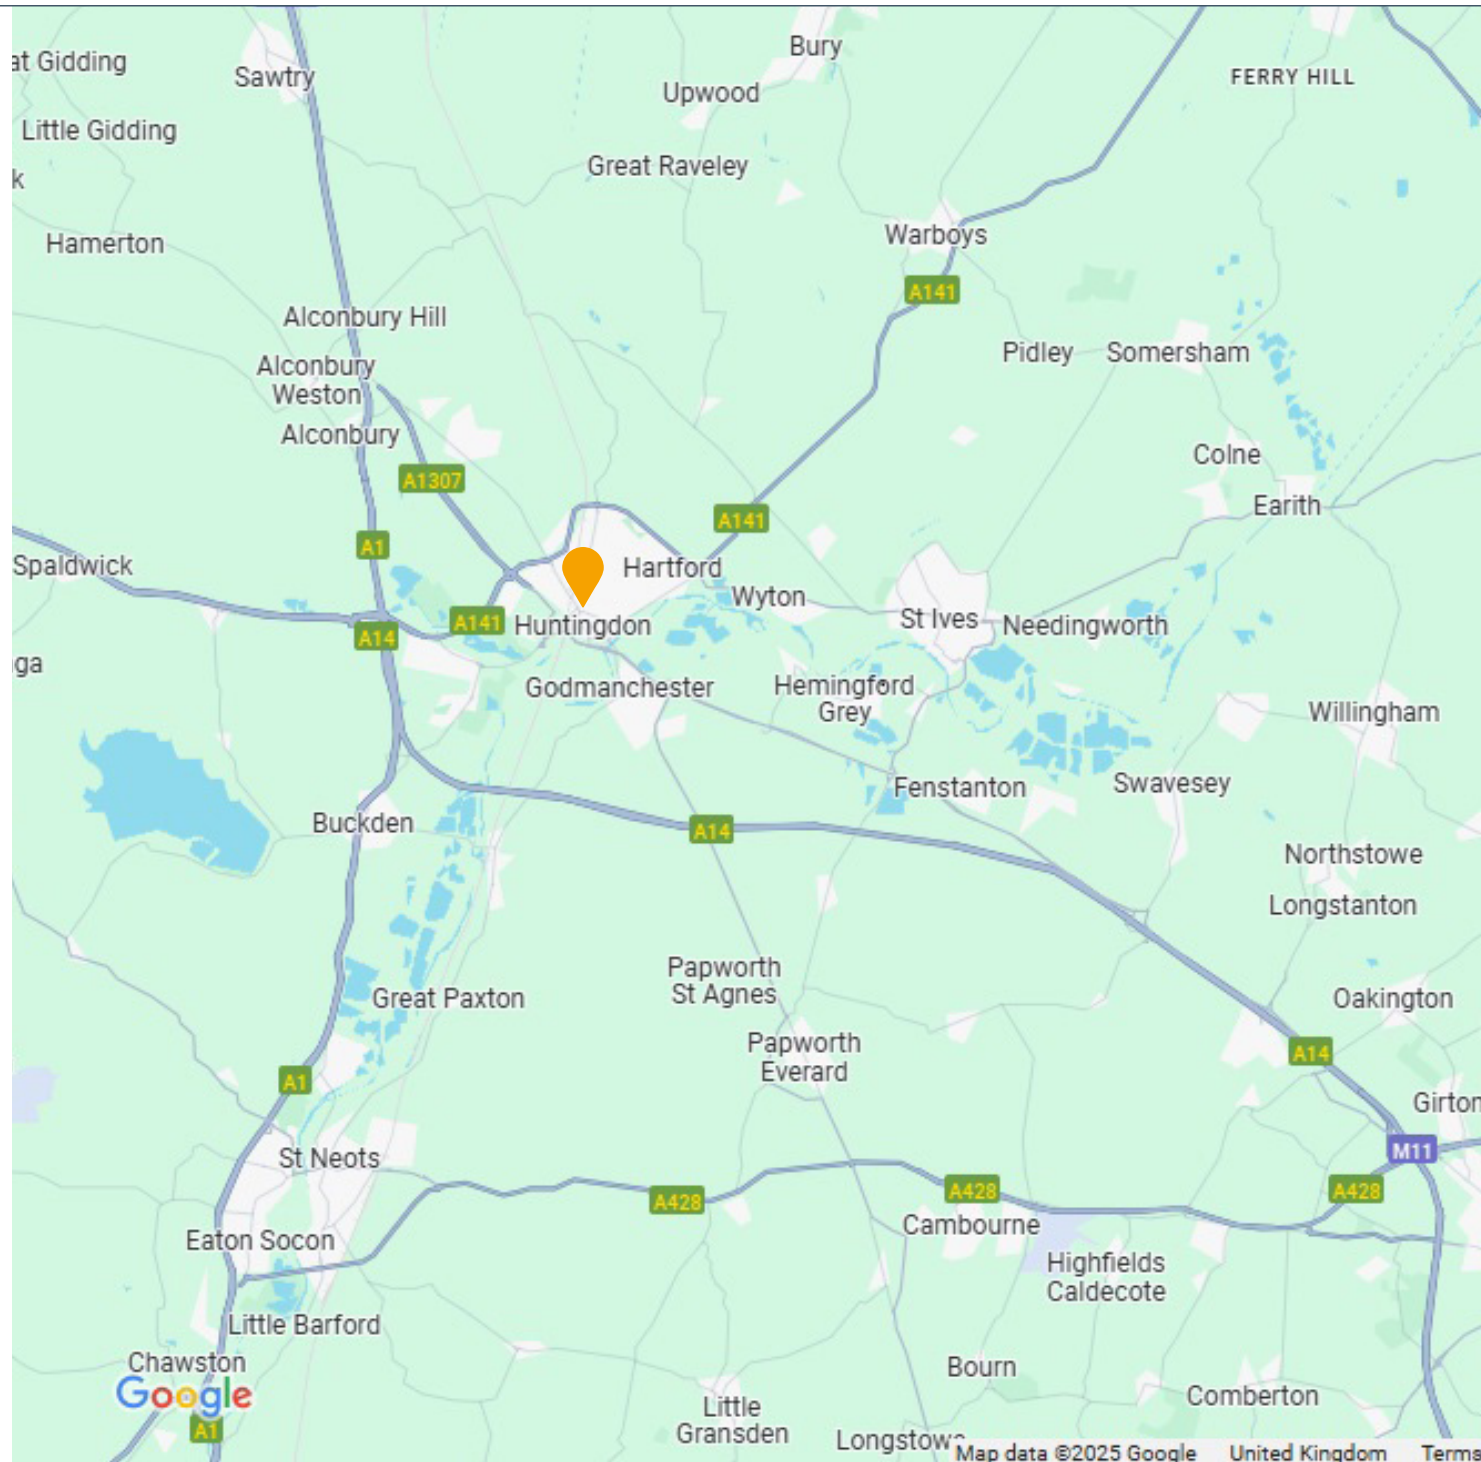 Bury
at Gidding
Sawtry
FERRY HILL
Upwood
Little Gidding
Great Raveley
k
Warboys
Hamerton
A141
Alconbury Hill
Pidley
Somersham
Alconbury
Weston
Alconbury
Colne
A1307
Earith
A141
A1
Spaldwick
Hartford
Wyton
A141
St Ives
Needingworth
Huntingdon
A14
ga
Godmanchester
Hemingford
Grey
Willingham
Fenstanton
Swavesey
Buckden
A14
Northstowe
Longstanton
Papworth
St Agnes
Great Paxton
Oakington
Papworth
Everard
A14
A1
Girton
St Neots
M11
A428
A428
A428
Cambourne
Eaton Socon
Highfields
Caldecote
Little Barford
Chawston
Bourn
Google
Comberton
Little
Gransden
A1
Longstowe
Map data ©2025 Google
United Kingdom
Terms